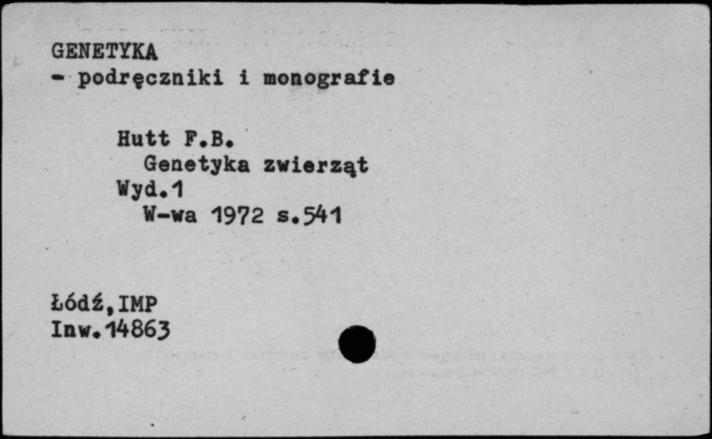 GENETYKA
- podręczniki i monografie
Hutt F.B.
Genetyka zwierząt
Wyd.1
W-wa 1972 s.541
Łódź,IMP
Inw.14863